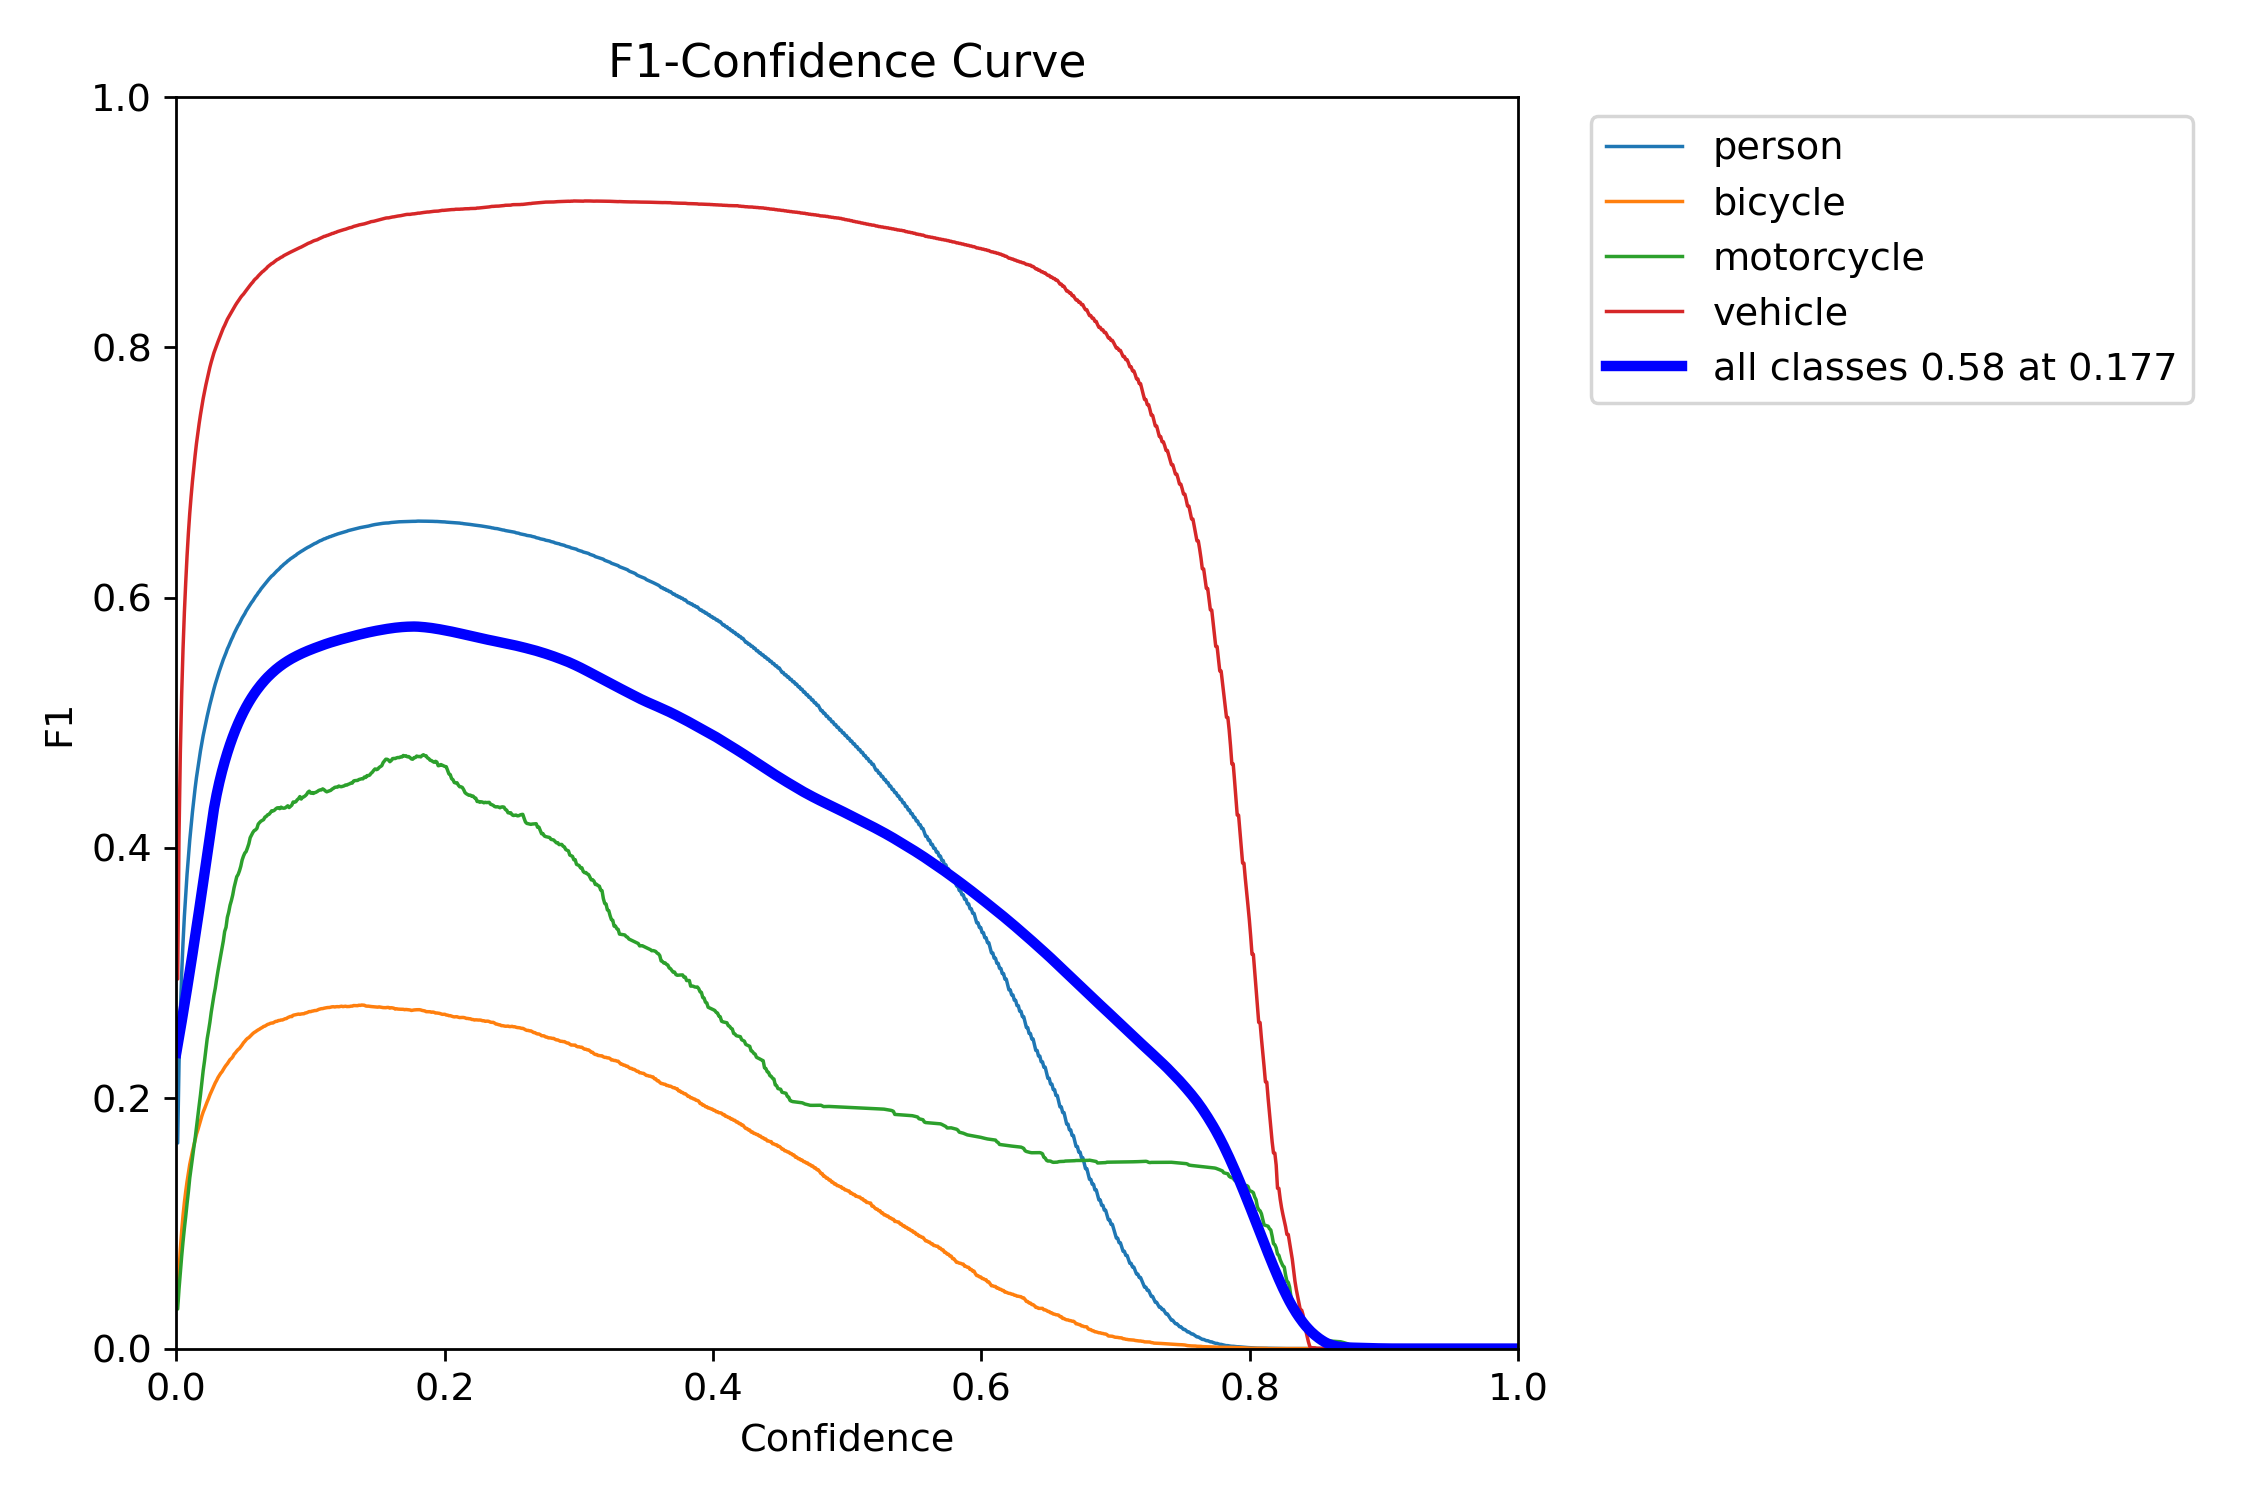 F1-Confidence Curve
1.0
0.8
0.6
0.4
0.2
0.0
F1
0.0 0.2 0.4 0.6 0.8 1.0
Confidence
person
bicycle
motorcycle
vehicle
all classes 0.58 at 0.177